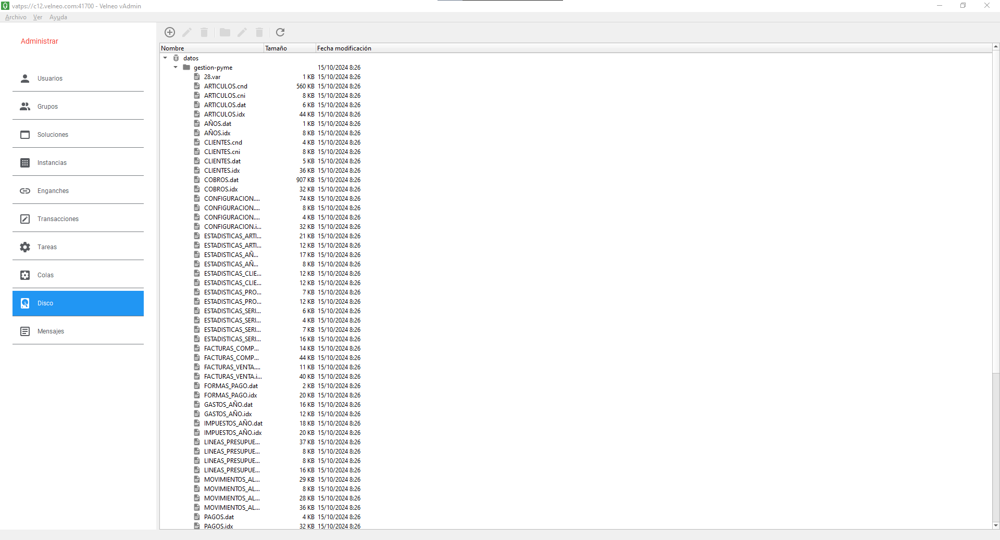 vatps://c12.velneo.com:41700 - Velneo vAdmin
Archivo Ver Ayuda
Administrar
Usuarios
Grupos
Soluciones
Instancias
Enganches
Transacciones
Tareas
Colas
Disco
Mensajes
Nombre Tamaño Fecha modificación
datos
gestion-pyme 15/10/2024 8:26
28.var 1 KB 15/10/2024 8:26
ARTICULOS.cnd 560 KB 15/10/2024 8:26
ARTICULOS.cni 8 KB 15/10/2024 8:26
ARTICULOS.dat 6 KB 15/10/2024 8:26
ARTICULOS.idx 44 KB 15/10/2024 8:26
AÑOS.dat 1 KB 15/10/2024 8:26
AÑOS.idx 8 KB 15/10/2024 8:26
CLIENTES.cnd 4 KB 15/10/2024 8:26
CLIENTES.cni 8 KB 15/10/2024 8:26
CLIENTES.dat 5 KB 15/10/2024 8:26
CLIENTES.idx 36 KB 15/10/2024 8:26
COBROS.dat 907 KB 15/10/2024 8:26
COBROS.idx 32 KB 15/10/2024 8:26
CONFIGURACION.... 74 KB 15/10/2024 8:26
CONFIGURACION.... 8 KB 15/10/2024 8:26
CONFIGURACION.... 4 KB 15/10/2024 8:26
CONFIGURACION.i... 32 KB 15/10/2024 8:26
ESTADISTICAS_ARTI... 21 KB 15/10/2024 8:26
ESTADISTICAS_ARTI... 12 KB 15/10/2024 8:26
ESTADISTICAS_AÑ... 17 KB 15/10/2024 8:26
ESTADISTICAS_AÑ... 8 KB 15/10/2024 8:26
ESTADISTICAS_CLIE... 12 KB 15/10/2024 8:26
ESTADISTICAS_CLIE... 12 KB 15/10/2024 8:26
ESTADISTICAS_PRO... 7 KB 15/10/2024 8:26
ESTADISTICAS_PRO... 12 KB 15/10/2024 8:26
ESTADISTICAS_SERI... 6 KB 15/10/2024 8:26
ESTADISTICAS_SERI... 4 KB 15/10/2024 8:26
ESTADISTICAS_SERI... 7 KB 15/10/2024 8:26
ESTADISTICAS_SERI... 16 KB 15/10/2024 8:26
FACTURAS_COMP... 14 KB 15/10/2024 8:26
FACTURAS_COMP... 44 KB 15/10/2024 8:26
FACTURAS_VENTA.... 11 KB 15/10/2024 8:26
FACTURAS_VENTA.i... 40 KB 15/10/2024 8:26
FORMAS_PAGO.dat 2 KB 15/10/2024 8:26
FORMAS_PAGO.idx 20 KB 15/10/2024 8:26
GASTOS_AÑO.dat 16 KB 15/10/2024 8:26
GASTOS_AÑO.idx 12 KB 15/10/2024 8:26
IMPUESTOS_AÑO.dat 18 KB 15/10/2024 8:26
IMPUESTOS_AÑO.idx 20 KB 15/10/2024 8:26
LINEAS_PRESUPUE... 37 KB 15/10/2024 8:26
LINEAS_PRESUPUE... 8 KB 15/10/2024 8:26
LINEAS_PRESUPUE... 8 KB 15/10/2024 8:26
LINEAS_PRESUPUE... 16 KB 15/10/2024 8:26
MOVIMIENTOS_AL... 29 KB 15/10/2024 8:26
MOVIMIENTOS_AL... 8 KB 15/10/2024 8:26
MOVIMIENTOS_AL... 28 KB 15/10/2024 8:26
MOVIMIENTOS_AL... 36 KB 15/10/2024 8:26
PAGOS.dat 4 KB 15/10/2024 8:26
PAGOS.idx 32 KB 15/10/2024 8:26